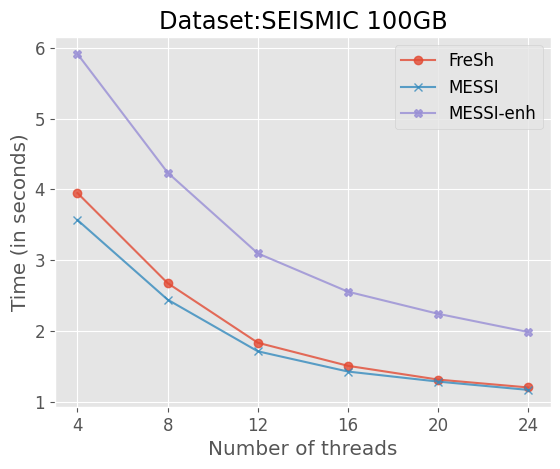 Dataset:SEISMIC 100GB
FreSh
MESSI
MESSI-enh
Time (in seconds)
6
5
4
3
2
1
4 8 12 16 20 24
Number of threads